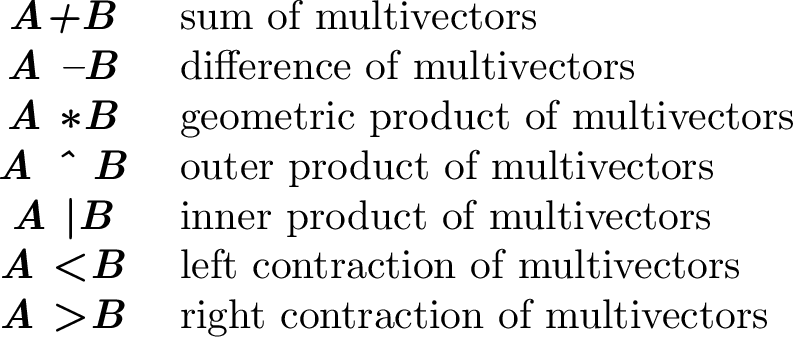 A+B sum of multivectors
A –B difference of multivectors
A *B geometric product of multivectors
A ^ B outer product of multivectors
A |B inner product of multivectors
A <B left contraction of multivectors
A >B right contraction of multivectors